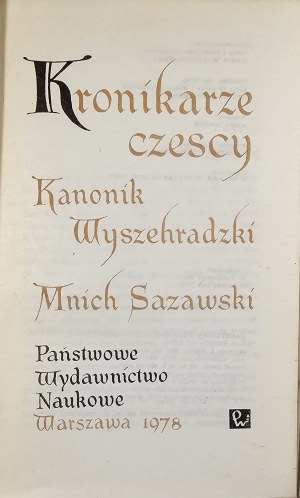 Kronikarze
czescy
Kanonik
Wyszehradzki
Mnich Sazawski
Państwowe
Wydawnictwo
Naukowe
Warszawa 1978